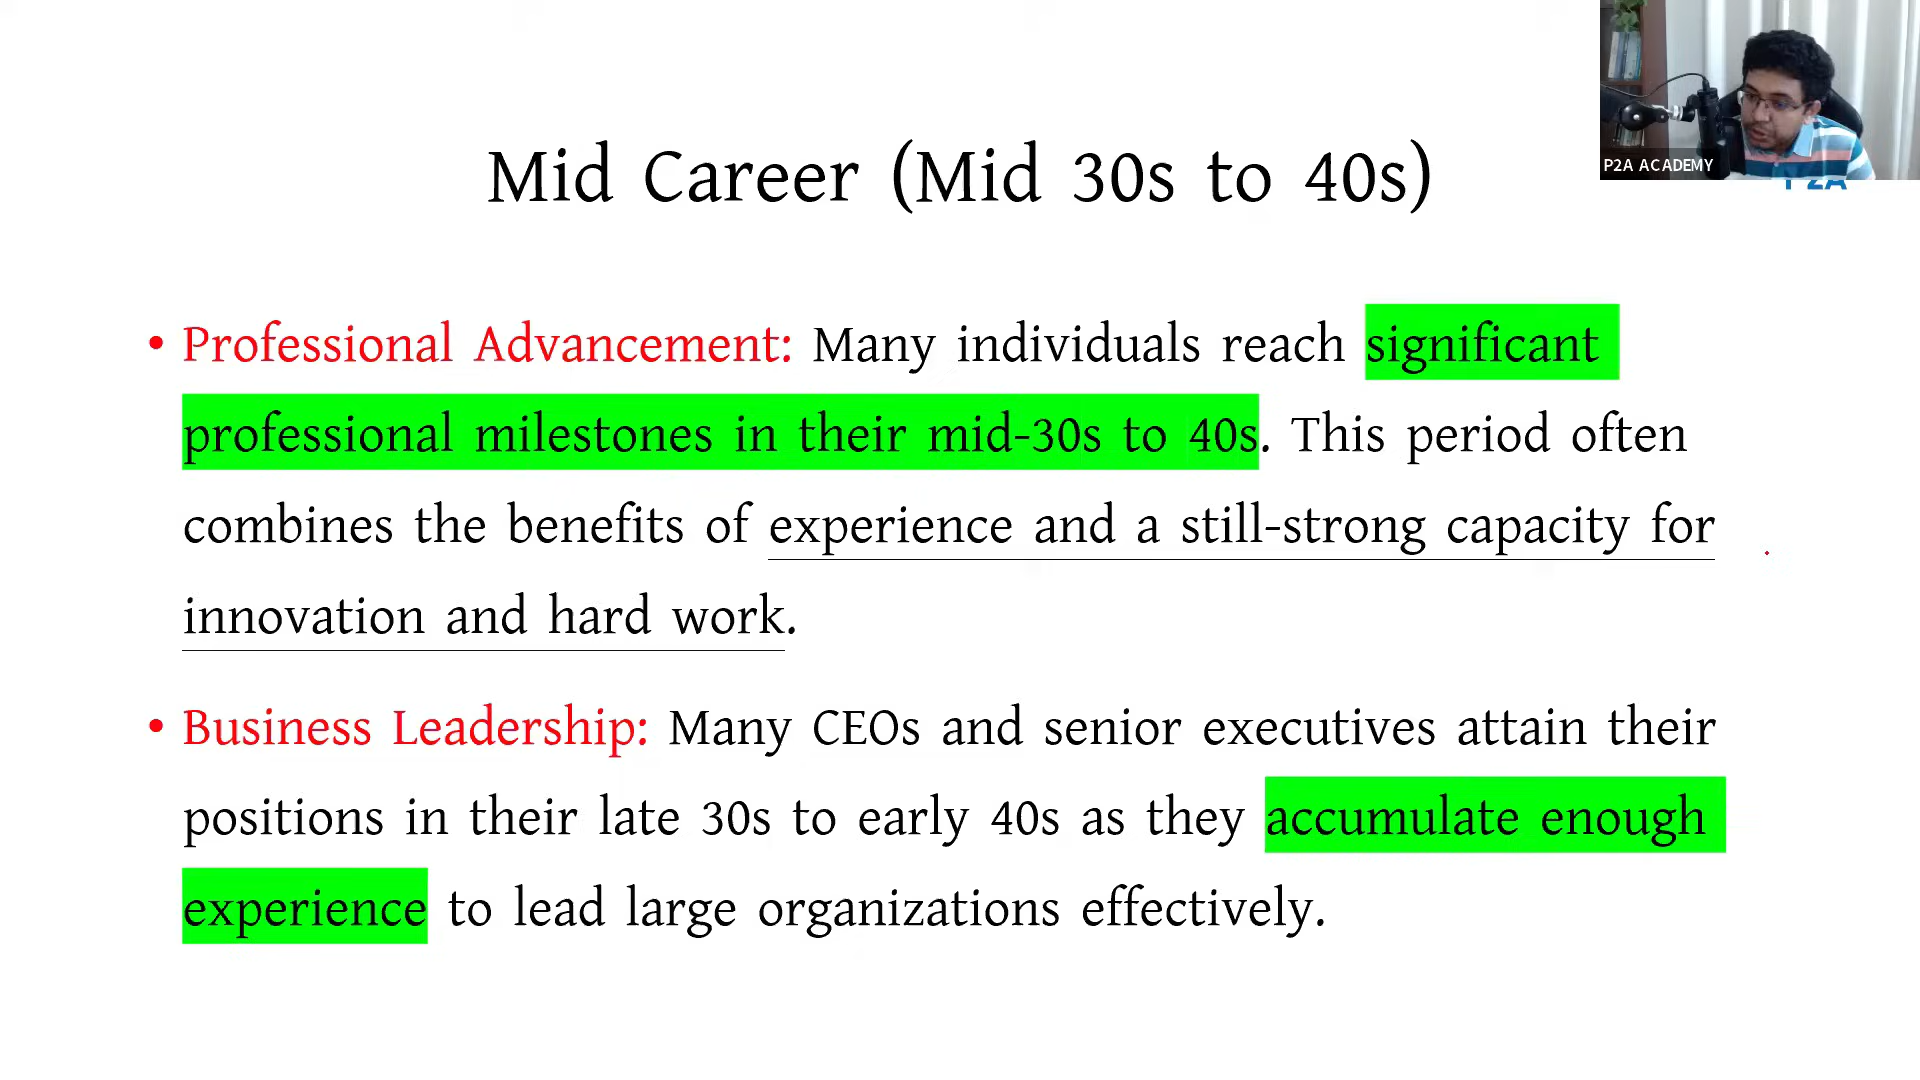 P2A ACADEMY
P2A
Mid Career (Mid 30s to 40s)
• Professional Advancement: Many individuals reach significant
professional milestones in their mid-30s to 40s. This period often
combines the benefits of experience and a still-strong capacity for
innovation and hard work.
• Business Leadership: Many CEOs and senior executives attain their
positions in their late 30s to early 40s as they accumulate enough
experience to lead large organizations effectively.